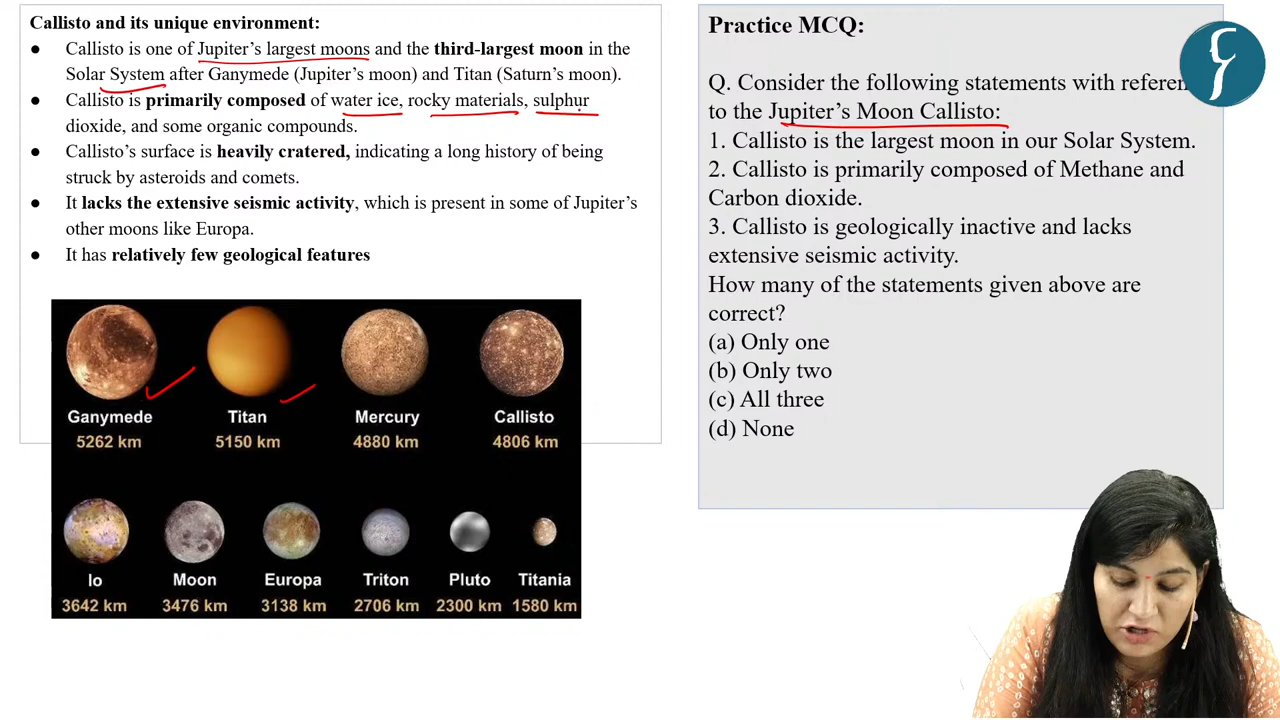 Callisto and its unique environment:
● Callisto is one of Jupiter's largest moons and the third-largest moon in the
Solar System after Ganymede (Jupiter's moon) and Titan (Saturn's moon).
● Callisto is primarily composed of water ice, rocky materials, sulphur
dioxide, and some organic compounds.
● Callisto's surface is heavily cratered, indicating a long history of being
struck by asteroids and comets.
● It lacks the extensive seismic activity, which is present in some of Jupiter's
other moons like Europa.
● It has relatively few geological features
Ganymede Titan Mercury Callisto
5262 km 5150 km 4880 km 4806 km
Io Moon Europa Triton Pluto Titania
3642 km 3476 km 3138 km 2706 km 2300 km 1580 km
Practice MCQ:
Q. Consider the following statements with referen
to the Jupiter's Moon Callisto:
1. Callisto is the largest moon in our Solar System.
2. Callisto is primarily composed of Methane and
Carbon dioxide.
3. Callisto is geologically inactive and lacks
extensive seismic activity.
How many of the statements given above are
correct?
(a) Only one
(b) Only two
(c) All three
(d) None